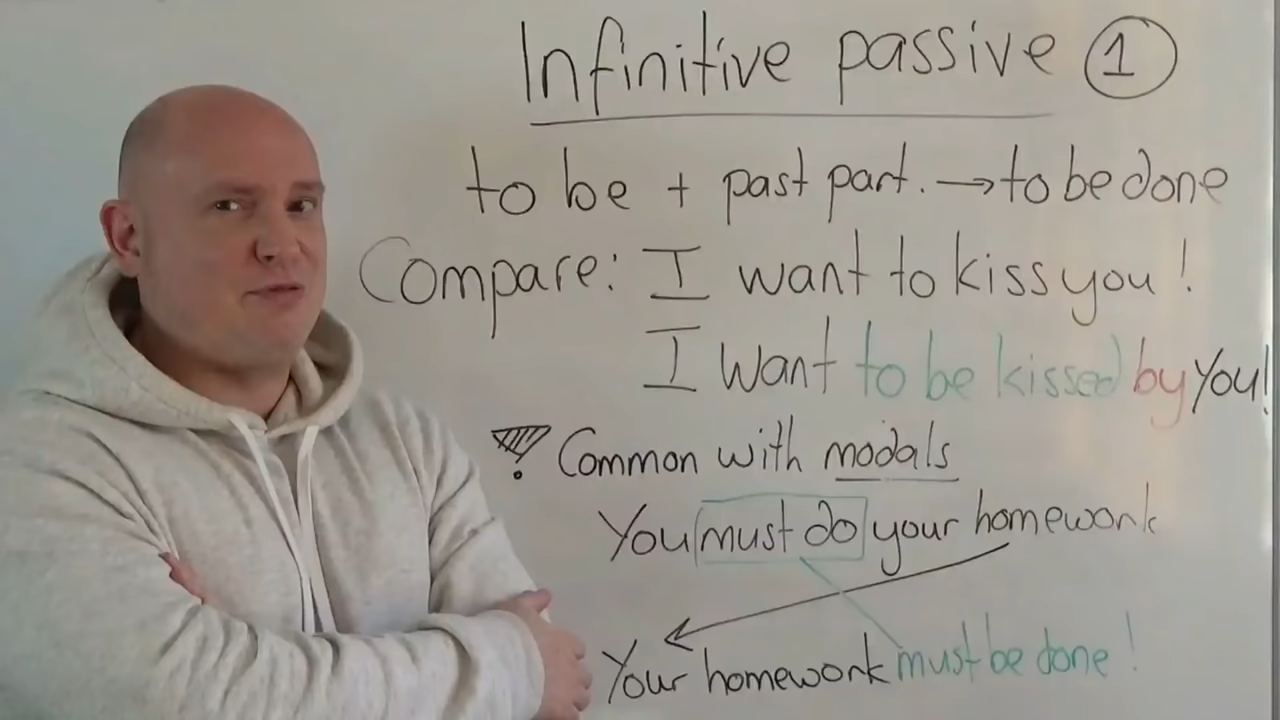 Infinitive passive 1
to be + past part. → to be done
Compare: I want to kiss you!
I want to be kissed by you!
! Common with modals
You must do your homework
Your homework must be done!